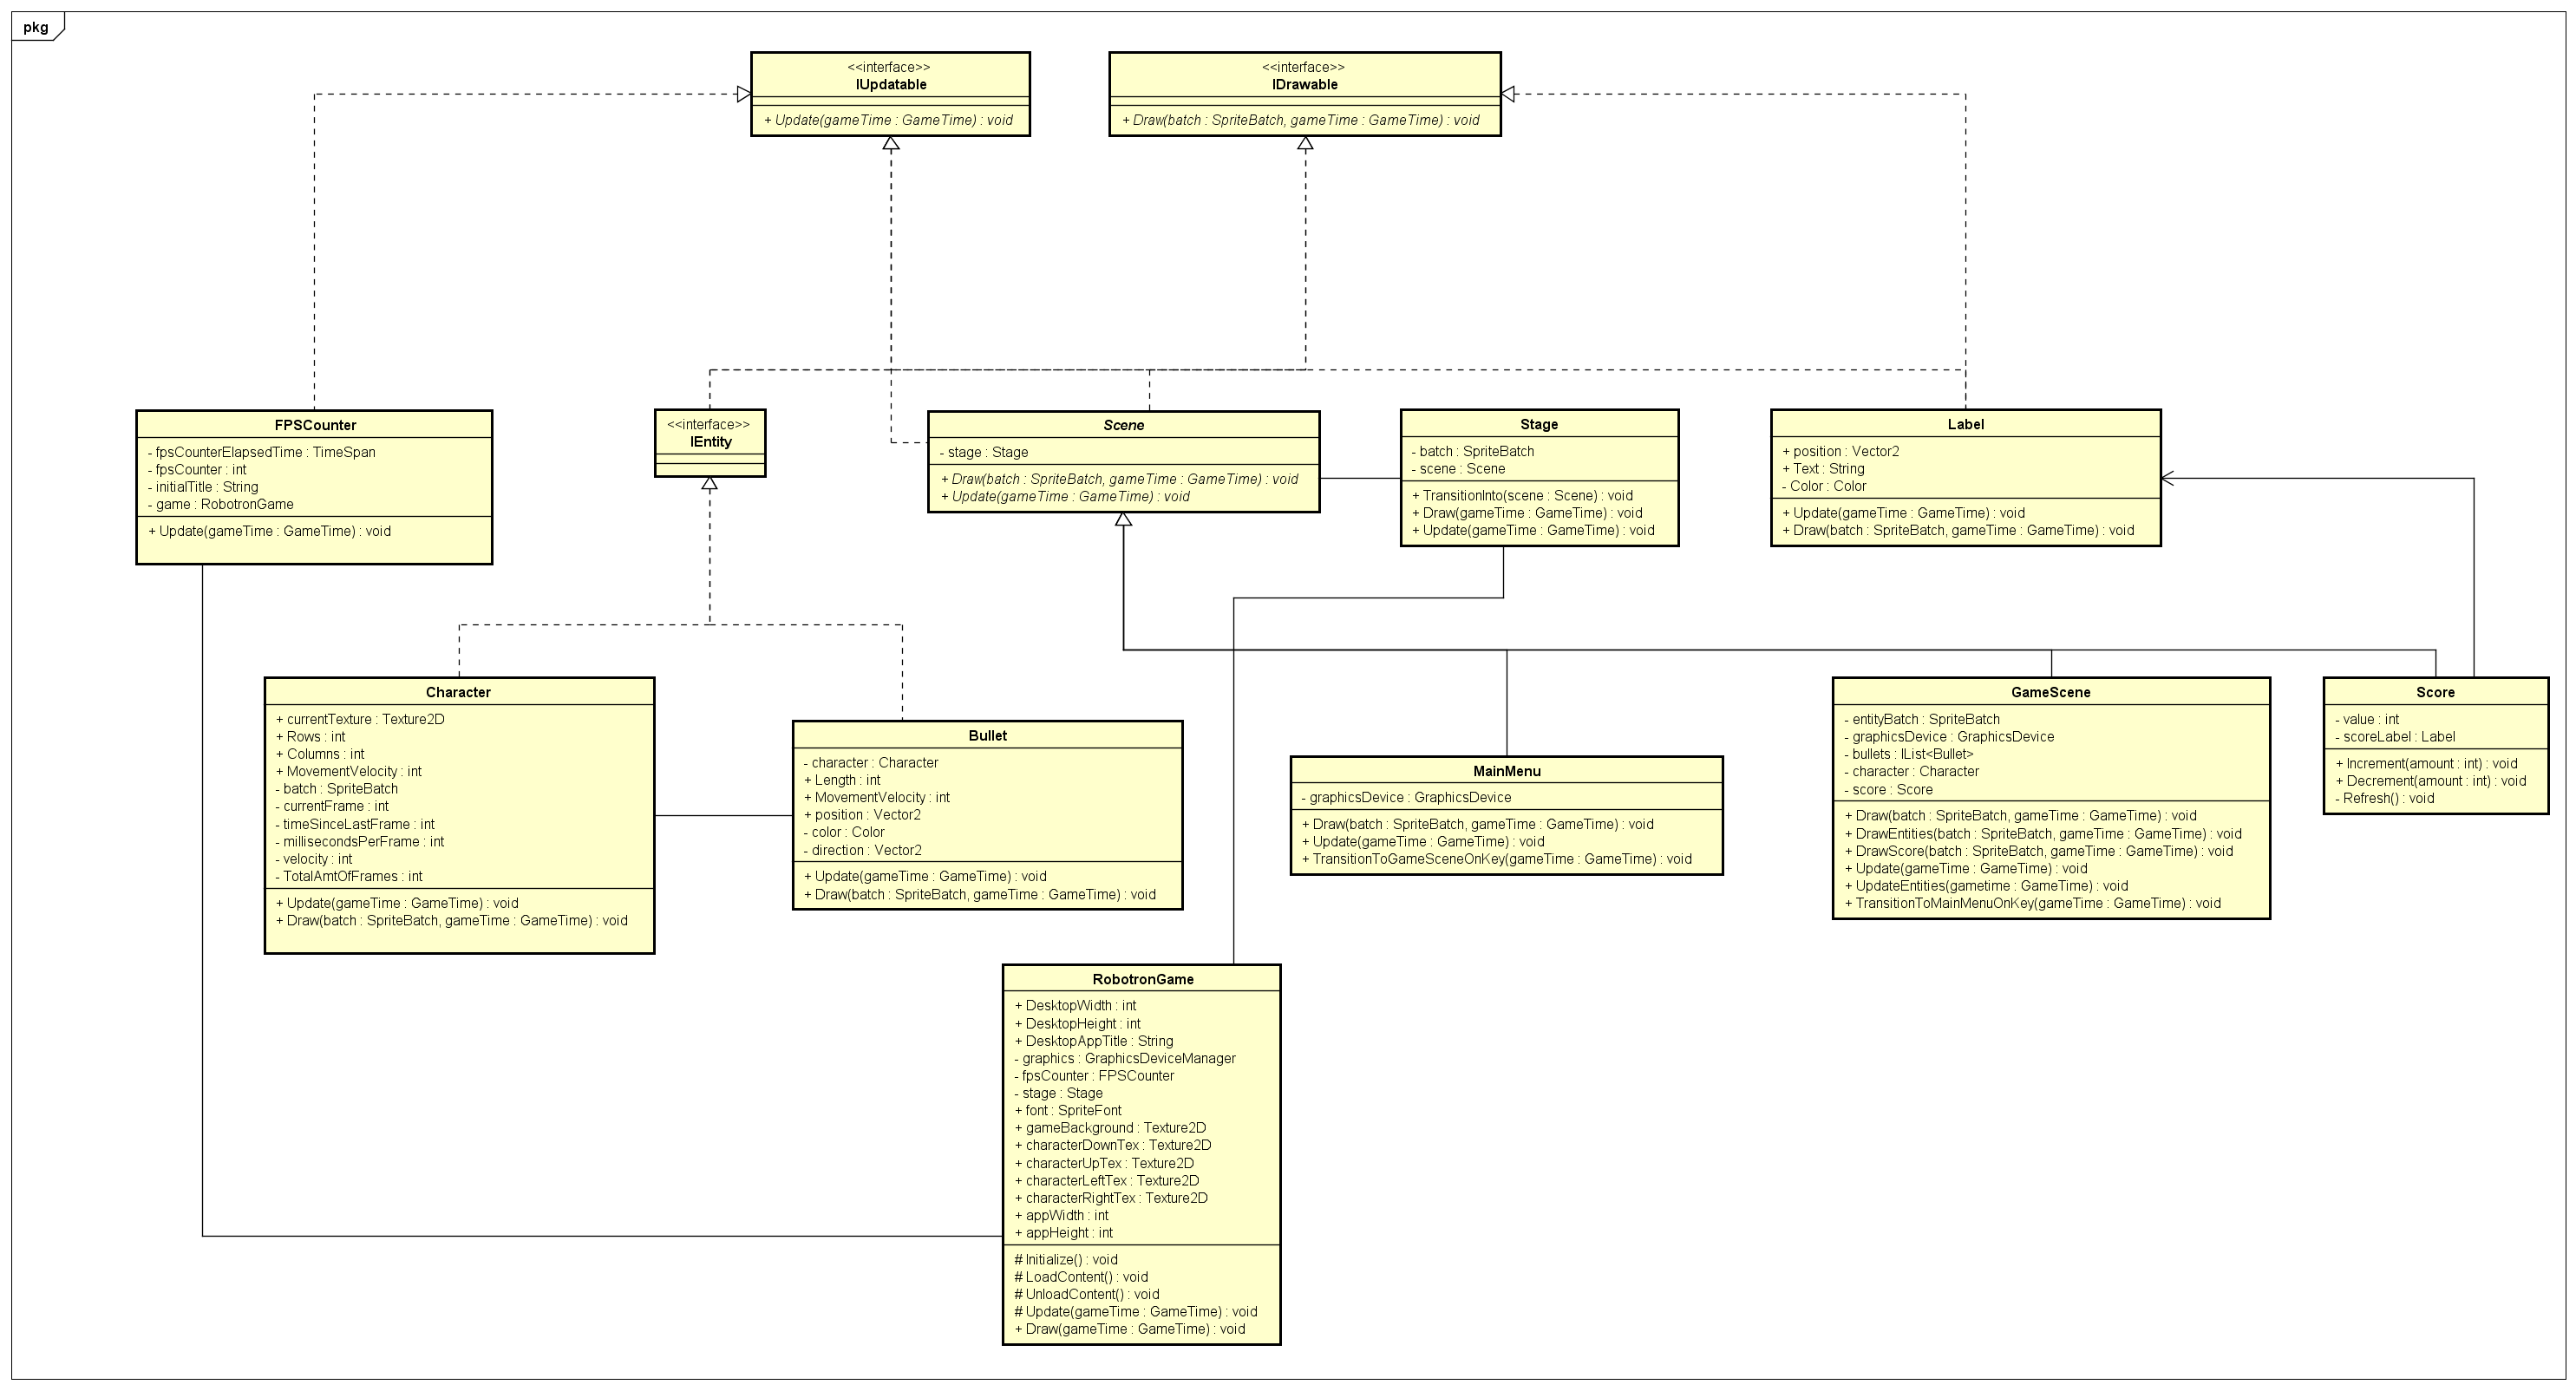 pkg
<<interface>>
IUpdatable
+ Update(gameTime : GameTime) : void
<<interface>>
IDrawable
+ Draw(batch : SpriteBatch, gameTime : GameTime) : void
FPSCounter
- fpsCounterElapsedTime : TimeSpan
- fpsCounter : int
- initialTitle : String
- game : RobotronGame
+ Update(gameTime : GameTime) : void
<<interface>>
IEntity
Scene
- stage : Stage
+ Draw(batch : SpriteBatch, gameTime : GameTime) : void
+ Update(gameTime : GameTime) : void
Stage
- batch : SpriteBatch
- scene : Scene
+ TransitionInto(scene : Scene) : void
+ Draw(gameTime : GameTime) : void
+ Update(gameTime : GameTime) : void
Label
+ position : Vector2
+ Text : String
- Color : Color
+ Update(gameTime : GameTime) : void
+ Draw(batch : SpriteBatch, gameTime : GameTime) : void
Character
+ currentTexture : Texture2D
+ Rows : int
+ Columns : int
+ MovementVelocity : int
- batch : SpriteBatch
- currentFrame : int
- timeSinceLastFrame : int
- millisecondsPerFrame : int
- velocity : int
- TotalAmtOfFrames : int
+ Update(gameTime : GameTime) : void
+ Draw(batch : SpriteBatch, gameTime : GameTime) : void
Bullet
- character : Character
+ Length : int
+ MovementVelocity : int
+ position : Vector2
- color : Color
- direction : Vector2
+ Update(gameTime : GameTime) : void
+ Draw(batch : SpriteBatch, gameTime : GameTime) : void
MainMenu
- graphicsDevice : GraphicsDevice
+ Draw(batch : SpriteBatch, gameTime : GameTime) : void
+ Update(gameTime : GameTime) : void
+ TransitionToGameSceneOnKey(gameTime : GameTime) : void
GameScene
- entityBatch : SpriteBatch
- graphicsDevice : GraphicsDevice
- bullets : IList<Bullet>
- character : Character
- score : Score
+ Draw(batch : SpriteBatch, gameTime : GameTime) : void
+ DrawEntities(batch : SpriteBatch, gameTime : GameTime) : void
+ DrawScore(batch : SpriteBatch, gameTime : GameTime) : void
+ Update(gameTime : GameTime) : void
+ UpdateEntities(gametime : GameTime) : void
+ TransitionToMainMenuOnKey(gameTime : GameTime) : void
Score
- value : int
- scoreLabel : Label
+ Increment(amount : int) : void
+ Decrement(amount : int) : void
- Refresh() : void
RobotronGame
+ DesktopWidth : int
+ DesktopHeight : int
+ DesktopAppTitle : String
- graphics : GraphicsDeviceManager
- fpsCounter : FPSCounter
- stage : Stage
+ font : SpriteFont
+ gameBackground : Texture2D
+ characterDownTex : Texture2D
+ characterUpTex : Texture2D
+ characterLeftTex : Texture2D
+ characterRightTex : Texture2D
+ appWidth : int
+ appHeight : int
# Initialize() : void
# LoadContent() : void
# UnloadContent() : void
# Update(gameTime : GameTime) : void
+ Draw(gameTime : GameTime) : void